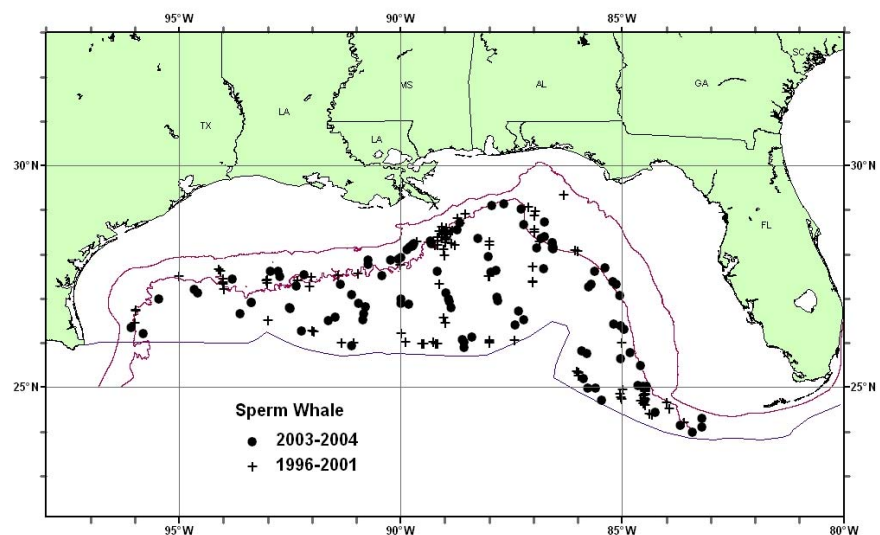 95°W 90°W 85°W
SC
MS AL GA
LA
TX
LA
30°N 30°N
FL
25°N 25°N
Sperm Whale
2003-2004
1996-2001
95°W 90°W 85°W 80°W